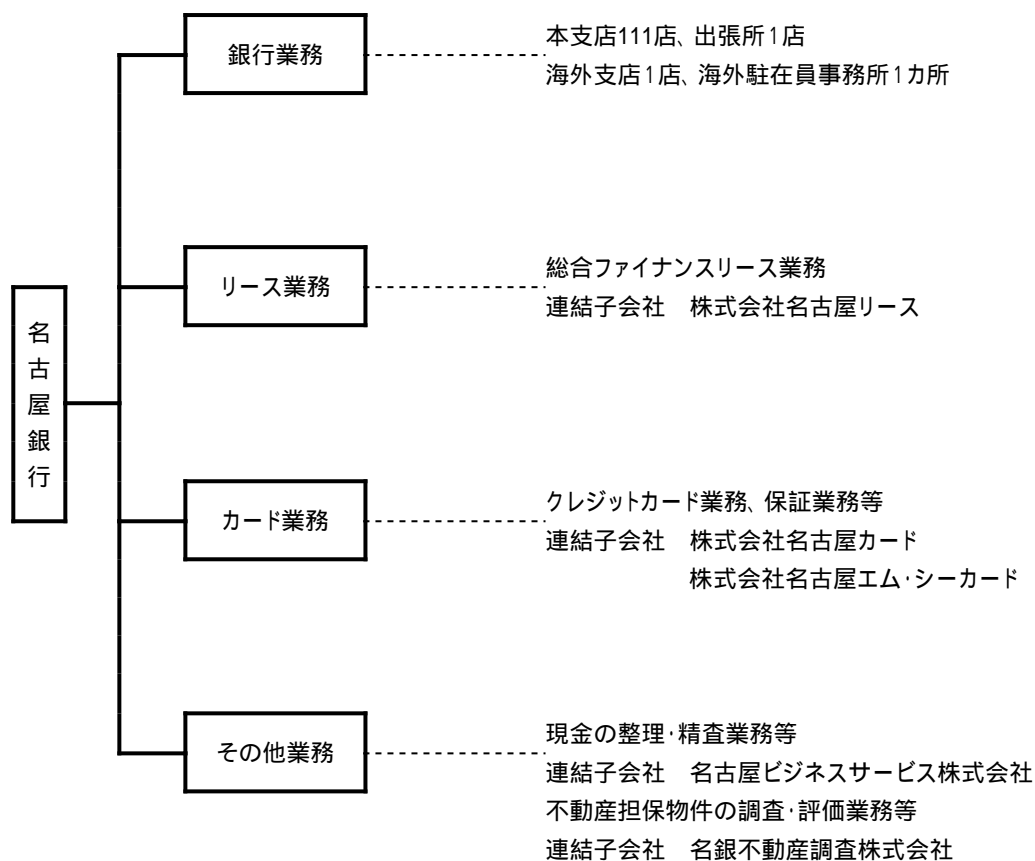 名古屋銀行
銀行業務
本支店111店、出張所1店
海外支店1店、海外駐在員事務所1カ所
リース業務
総合ファイナンスリース業務
連結子会社　株式会社名古屋リース
カード業務
クレジットカード業務、保証業務等
連結子会社　株式会社名古屋カード
株式会社名古屋エム・シーカード
その他業務
現金の整理・精査業務等
連結子会社　名古屋ビジネスサービス株式会社
不動産担保物件の調査・評価業務等
連結子会社　名銀不動産調査株式会社